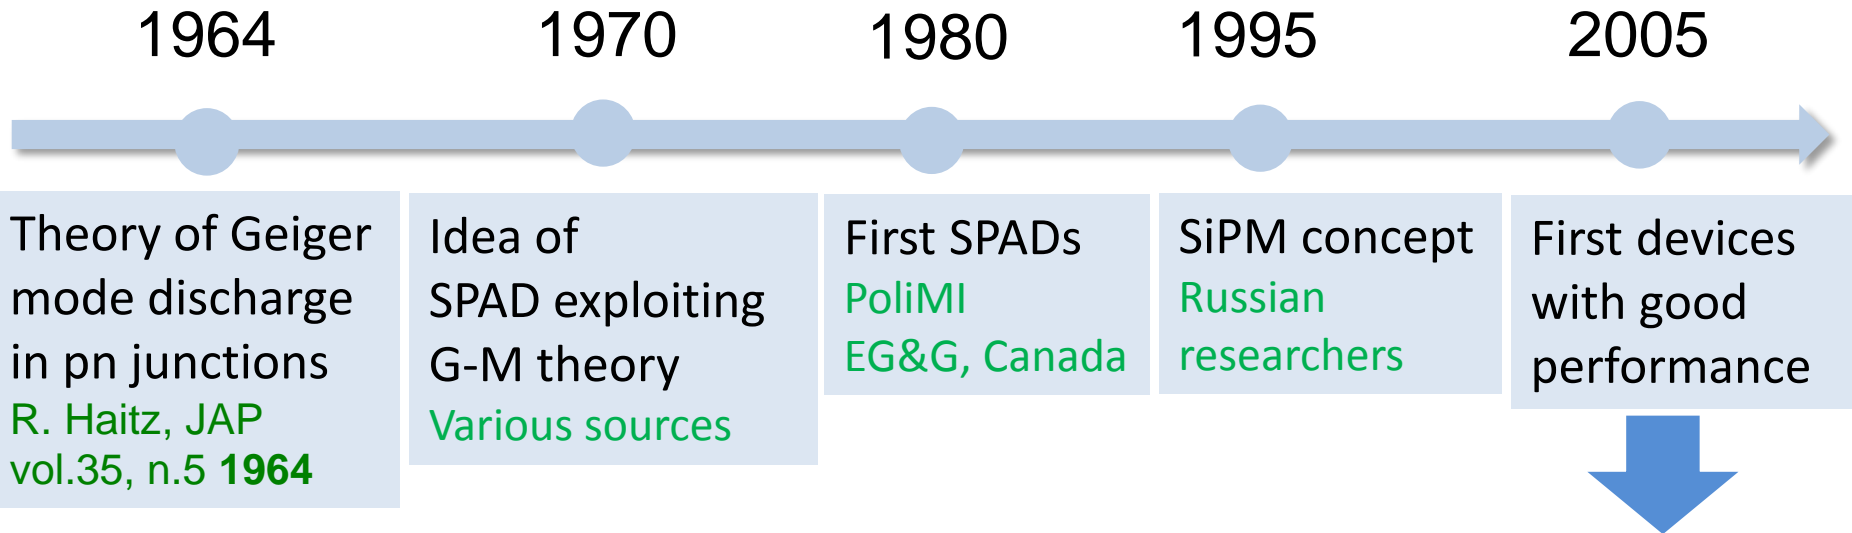 1964
1970
1980
1995
2005
Theory of Geiger
mode discharge
in pn junctions
R. Haitz, JAP
vol.35, n.5 1964
Idea of
SPAD exploiting
G-M theory
Various sources
First SPADs
PoliMI
EG&G, Canada
SiPM concept
Russian
researchers
First devices
with good
performance